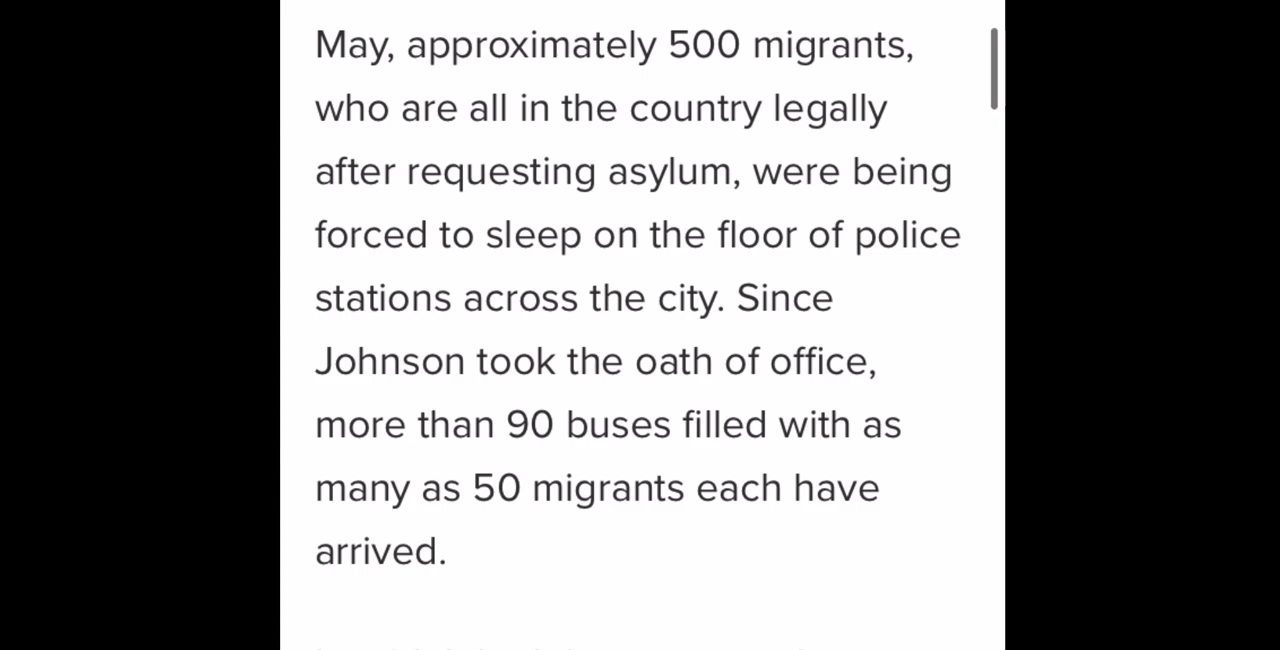 May, approximately 500 migrants,
who are all in the country legally
after requesting asylum, were being
forced to sleep on the floor of police
stations across the city. Since
Johnson took the oath of office,
more than 90 buses filled with as
many as 50 migrants each have
arrived.